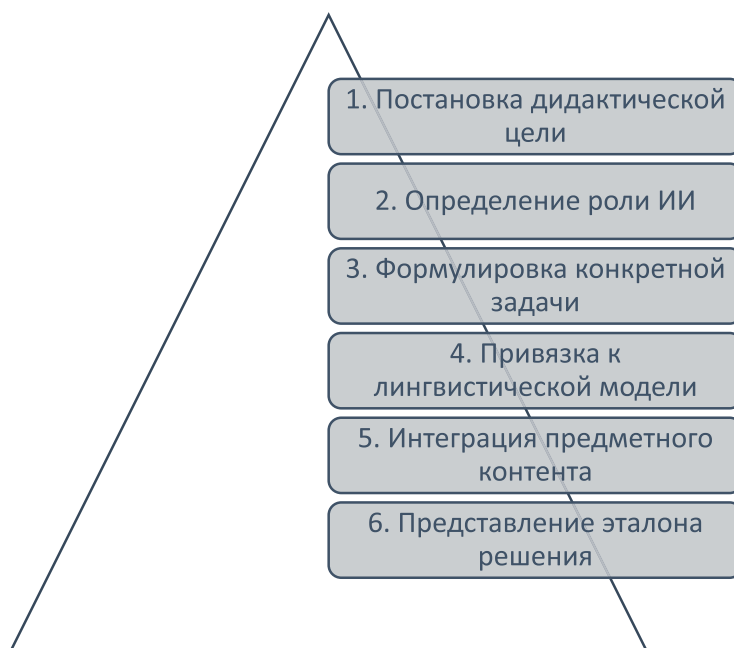 1. Постановка дидактической
цели
2. Определение роли ИИ
3. Формулировка конкретной
задачи
4. Привязка к
лингвистической модели
5. Интеграция предметного
контента
6. Представление эталона
решения